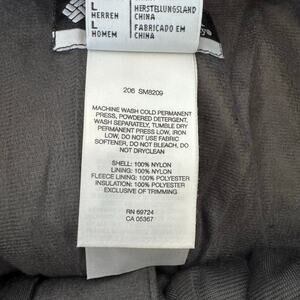 L
HERREN
L
HOMEM
HERSTELLUNGSLAND
CHINA
FABRICADO EM
CHINA
206 SM8209
MACHINE WASH COLD PERMANENT
PRESS, POWDERED DETERGENT,
WASH SEPARATELY, TUMBLE DRY
PERMANENT PRESS LOW, IRON
LOW, DO NOT USE FABRIC
SOFTENER, DO NOT BLEACH, DO
NOT DRYCLEAN
SHELL: 100% NYLON
LINING: 100% NYLON
FLEECE LINING: 100% POLYESTER
INSULATION: 100% POLYESTER
EXCLUSIVE OF TRIMMING
RN 69724
CA 05367